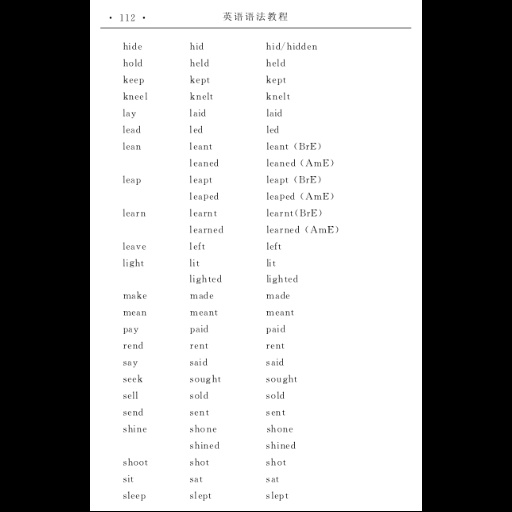 · 112 · 英语语法教程
hide hid hid/hidden
hold held held
keep kept kept
kneel knelt knelt
lay laid laid
lead led led
lean leant leant (BrE)
leaned leaned (AmE)
leap leapt leapt (BrE)
leaped leaped (AmE)
learn learnt learnt(BrE)
learned learned (AmE)
leave left left
light lit lit
lighted lighted
make made made
mean meant meant
pay paid paid
rend rent rent
say said said
seek sought sought
sell sold sold
send sent sent
shine shone shone
shined shined
shoot shot shot
sit sat sat
sleep slept slept